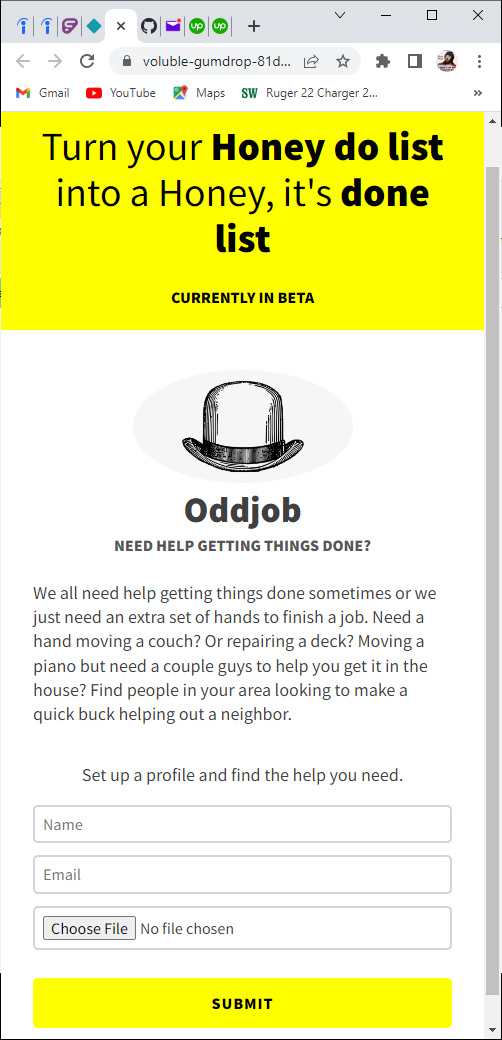 voluble-gumdrop-81d...
Gmail
YouTube
Maps
SW
Ruger 22 Charger 2...
»
Turn your Honey do list
into a Honey, it's done
list
CURRENTLY IN BETA
Oddjob
NEED HELP GETTING THINGS DONE?
We all need help getting things done sometimes or we
just need an extra set of hands to finish a job. Need a
hand moving a couch? Or repairing a deck? Moving a
piano but need a couple guys to help you get it in the
house? Find people in your area looking to make a
quick buck helping out a neighbor.
Set up a profile and find the help you need.
Name
Email
Choose File No file chosen
SUBMIT